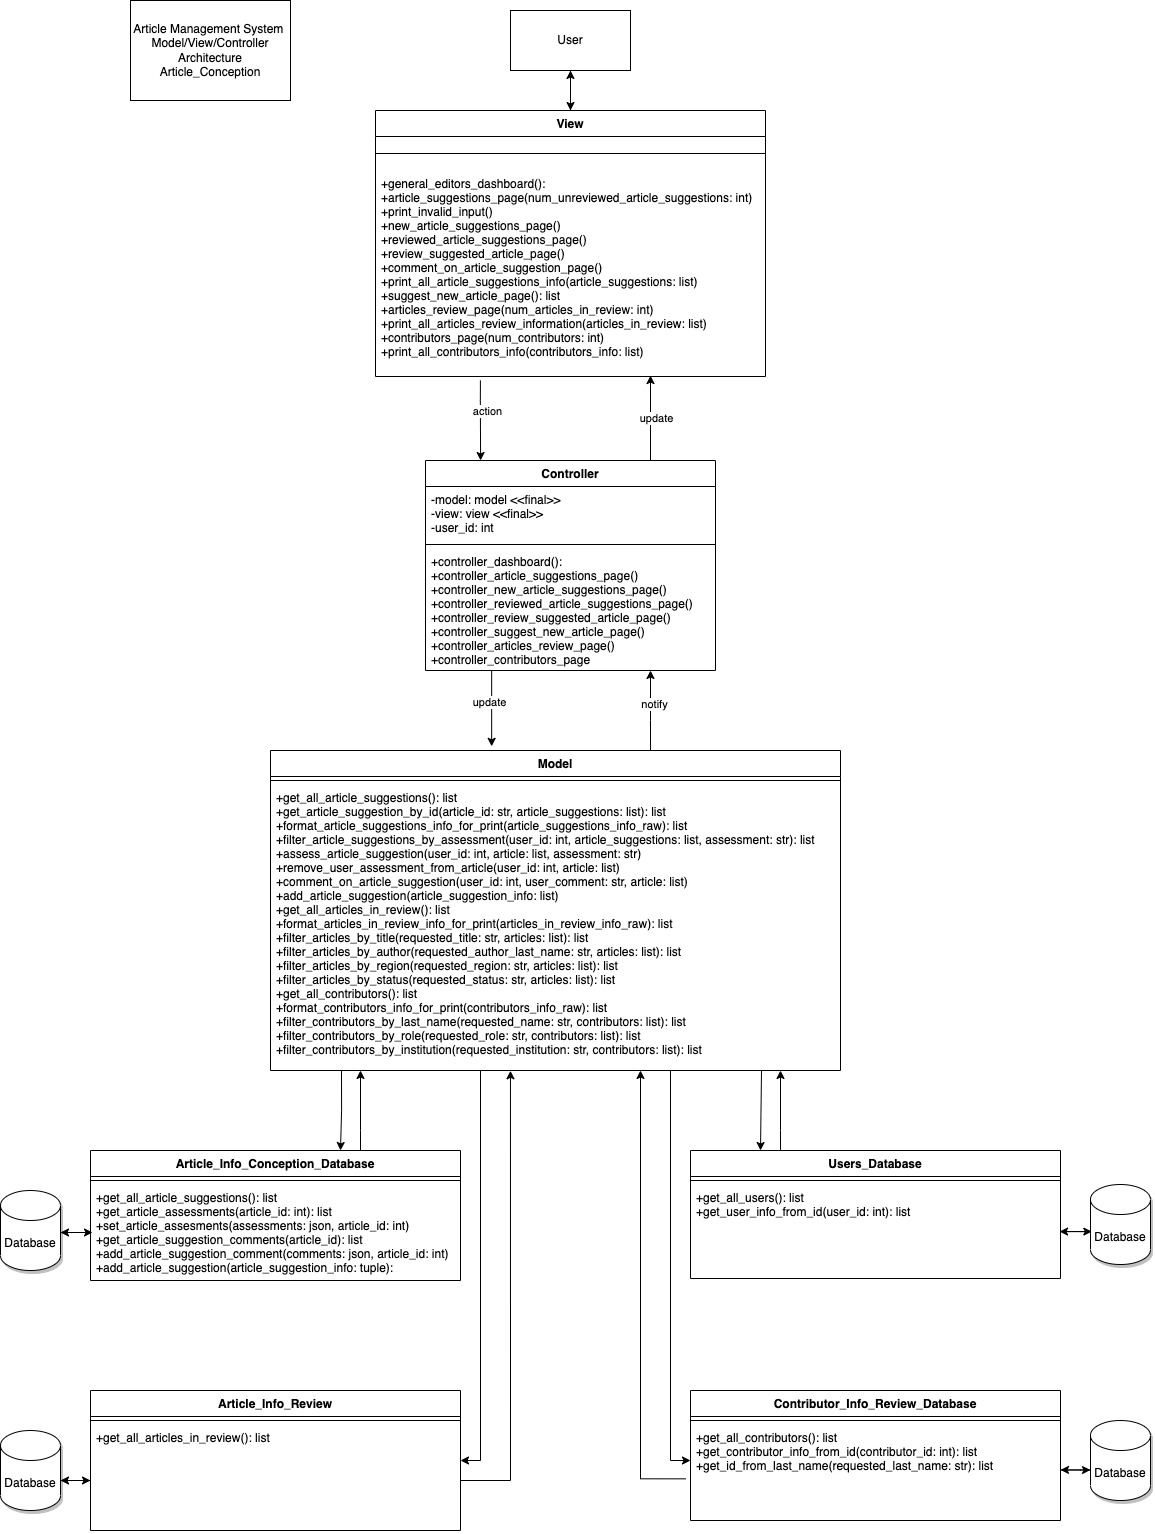 Article Management System
Model/View/Controller
Architecture
Article_Conception
User
View
+general_editors_dashboard():
+article_suggestions_page(num_unreviewed_article_suggestions: int)
+print_invalid_input()
+new_article_suggestions_page()
+reviewed_article_suggestions_page()
+review_suggested_article_page()
+comment_on_article_suggestion_page()
+print_all_article_suggestions_info(article_suggestions: list)
+suggest_new_article_page(): list
+articles_review_page(num_articles_in_review: int)
+print_all_articles_review_information(articles_in_review: list)
+contributors_page(num_contributors: int)
+print_all_contributors_info(contributors_info: list)
action
update
Controller
-model: model <<final>>
-view: view <<final>>
-user_id: int
+controller_dashboard():
+controller_article_suggestions_page()
+controller_new_article_suggestions_page()
+controller_reviewed_article_suggestions_page()
+controller_review_suggested_article_page()
+controller_suggest_new_article_page()
+controller_articles_review_page()
+controller_contributors_page
update
notify
Model
+get_all_article_suggestions(): list
+get_article_suggestion_by_id(article_id: str, article_suggestions: list): list
+format_article_suggestions_info_for_print(article_suggestions_info_raw): list
+filter_article_suggestions_by_assessment(user_id: int, article_suggestions: list, assessment: str): list
+assess_article_suggestion(user_id: int, article: list, assessment: str)
+remove_user_assessment_from_article(user_id: int, article: list)
+comment_on_article_suggestion(user_id: int, user_comment: str, article: list)
+add_article_suggestion(article_suggestion_info: list)
+get_all_articles_in_review(): list
+format_articles_in_review_info_for_print(articles_in_review_info_raw): list
+filter_articles_by_title(requested_title: str, articles: list): list
+filter_articles_by_author(requested_author_last_name: str, articles: list): list
+filter_articles_by_region(requested_region: str, articles: list): list
+filter_articles_by_status(requested_status: str, articles: list): list
+get_all_contributors(): list
+format_contributors_info_for_print(contributors_info_raw): list
+filter_contributors_by_last_name(requested_name: str, contributors: list): list
+filter_contributors_by_role(requested_role: str, contributors: list): list
+filter_contributors_by_institution(requested_institution: str, contributors: list): list
Article_Info_Conception_Database
+get_all_article_suggestions(): list
+get_article_assessments(article_id: int): list
+set_article_assesments(assessments: json, article_id: int)
+get_article_suggestion_comments(article_id): list
+add_article_suggestion_comment(comments: json, article_id: int)
+add_article_suggestion(article_suggestion_info: tuple):
Database
Users_Database
+get_all_users(): list
+get_user_info_from_id(user_id: int): list
Database
Article_Info_Review
+get_all_articles_in_review(): list
Database
Contributor_Info_Review_Database
+get_all_contributors(): list
+get_contributor_info_from_id(contributor_id: int): list
+get_id_from_last_name(requested_last_name: str): list
Database